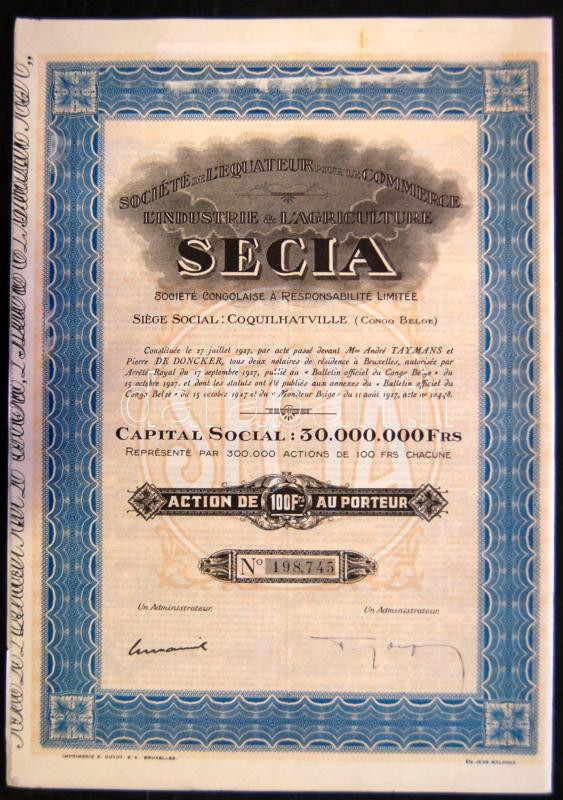 SOCIÉTÉ DE L'EQUATEUR POUR LE COMMERCE
L'INDUSTRIE & L'AGRICULTURE
SECIA
SOCIÉTÉ CONGOLAISE À RESPONSABILITÉ LIMITÉE
SIÈGE SOCIAL : COQUILHATVILLE (CONGO BELGE)
Constituée le 27 juillet 1927, par acte passé devant Mes André TAYMANS et
Pierre DE DONCKER, tous deux notaires de résidence à Bruxelles, autorisée par
Arrêté Royal du 17 septembre 1927, publié au « Bulletin officiel du Congo Belge » du
15 octobre 1927, et dont les statuts ont été publiés aux annexes du « Bulletin officiel du
Congo Belge » du 15 octobre 1927 et du « Moniteur Belge » du 11 août 1927, acte no 10448.
CAPITAL SOCIAL : 30.000.000 FRS
REPRÉSENTÉ PAR 300.000 ACTIONS DE 100 FRS CHACUNE
ACTION DE 100 FRS AU PORTEUR
No 198,745
Un Administrateur, Un Administrateur,
IMPRIMERIE E. GUYOT, S. A., BRUXELLES.
EM. JEAN MALVAUX
darabanth